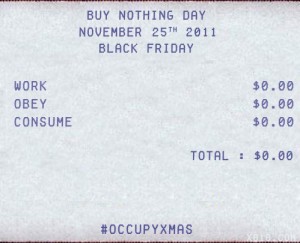 BUY NOTHING DAY
NOVEMBER 25TH 2011
BLACK FRIDAY
WORK $0.00
OBEY $0.00
CONSUME $0.00
TOTAL : $0.00
#OCCUPYXMAS